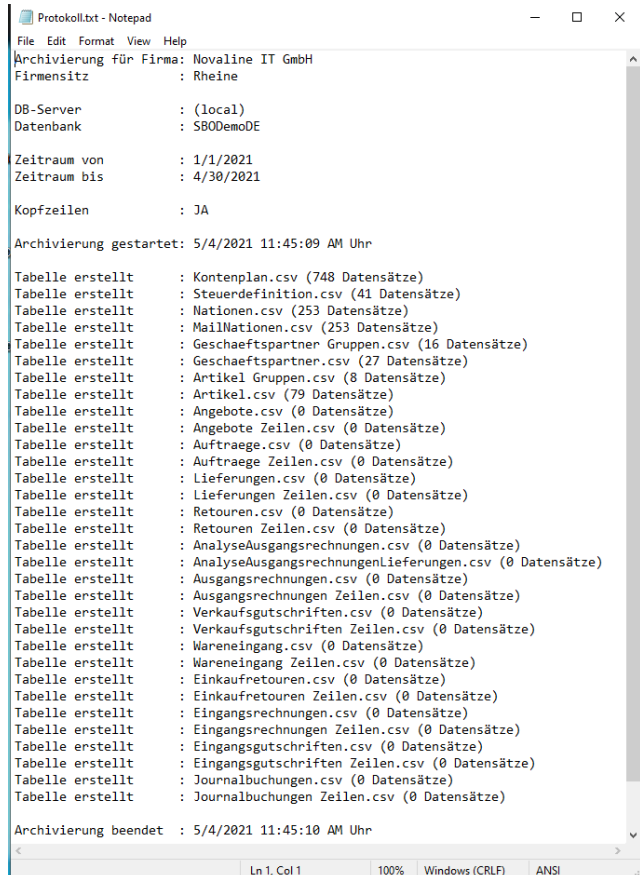 Protokoll.txt - Notepad
File Edit Format View Help
Archivierung für Firma: Novaline IT GmbH
Firmensitz : Rheine
DB-Server : (local)
Datenbank : SBODemoDE
Zeitraum von : 1/1/2021
Zeitraum bis : 4/30/2021
Kopfzeilen : JA
Archivierung gestartet: 5/4/2021 11:45:09 AM Uhr
Tabelle erstellt : Kontenplan.csv (748 Datensätze)
Tabelle erstellt : Steuerdefinition.csv (41 Datensätze)
Tabelle erstellt : Nationen.csv (253 Datensätze)
Tabelle erstellt : MailNationen.csv (253 Datensätze)
Tabelle erstellt : Geschaeftspartner Gruppen.csv (16 Datensätze)
Tabelle erstellt : Geschaeftspartner.csv (27 Datensätze)
Tabelle erstellt : Artikel Gruppen.csv (8 Datensätze)
Tabelle erstellt : Artikel.csv (79 Datensätze)
Tabelle erstellt : Angebote.csv (0 Datensätze)
Tabelle erstellt : Angebote Zeilen.csv (0 Datensätze)
Tabelle erstellt : Auftraege.csv (0 Datensätze)
Tabelle erstellt : Auftraege Zeilen.csv (0 Datensätze)
Tabelle erstellt : Lieferungen.csv (0 Datensätze)
Tabelle erstellt : Lieferungen Zeilen.csv (0 Datensätze)
Tabelle erstellt : Retouren.csv (0 Datensätze)
Tabelle erstellt : Retouren Zeilen.csv (0 Datensätze)
Tabelle erstellt : AnalyseAusgangsrechnungen.csv (0 Datensätze)
Tabelle erstellt : AnalyseAusgangsrechnungenLieferungen.csv (0 Datensätze)
Tabelle erstellt : Ausgangsrechnungen.csv (0 Datensätze)
Tabelle erstellt : Ausgangsrechnungen Zeilen.csv (0 Datensätze)
Tabelle erstellt : Verkaufsgutschriften.csv (0 Datensätze)
Tabelle erstellt : Verkaufsgutschriften Zeilen.csv (0 Datensätze)
Tabelle erstellt : Wareneingang.csv (0 Datensätze)
Tabelle erstellt : Wareneingang Zeilen.csv (0 Datensätze)
Tabelle erstellt : Einkaufretouren.csv (0 Datensätze)
Tabelle erstellt : Einkaufretouren Zeilen.csv (0 Datensätze)
Tabelle erstellt : Eingangsrechnungen.csv (0 Datensätze)
Tabelle erstellt : Eingangsrechnungen Zeilen.csv (0 Datensätze)
Tabelle erstellt : Eingangsgutschriften.csv (0 Datensätze)
Tabelle erstellt : Eingangsgutschriften Zeilen.csv (0 Datensätze)
Tabelle erstellt : Journalbuchungen.csv (0 Datensätze)
Tabelle erstellt : Journalbuchungen Zeilen.csv (0 Datensätze)
Archivierung beendet : 5/4/2021 11:45:10 AM Uhr
Ln 1, Col 1 100% Windows (CRLF) ANSI